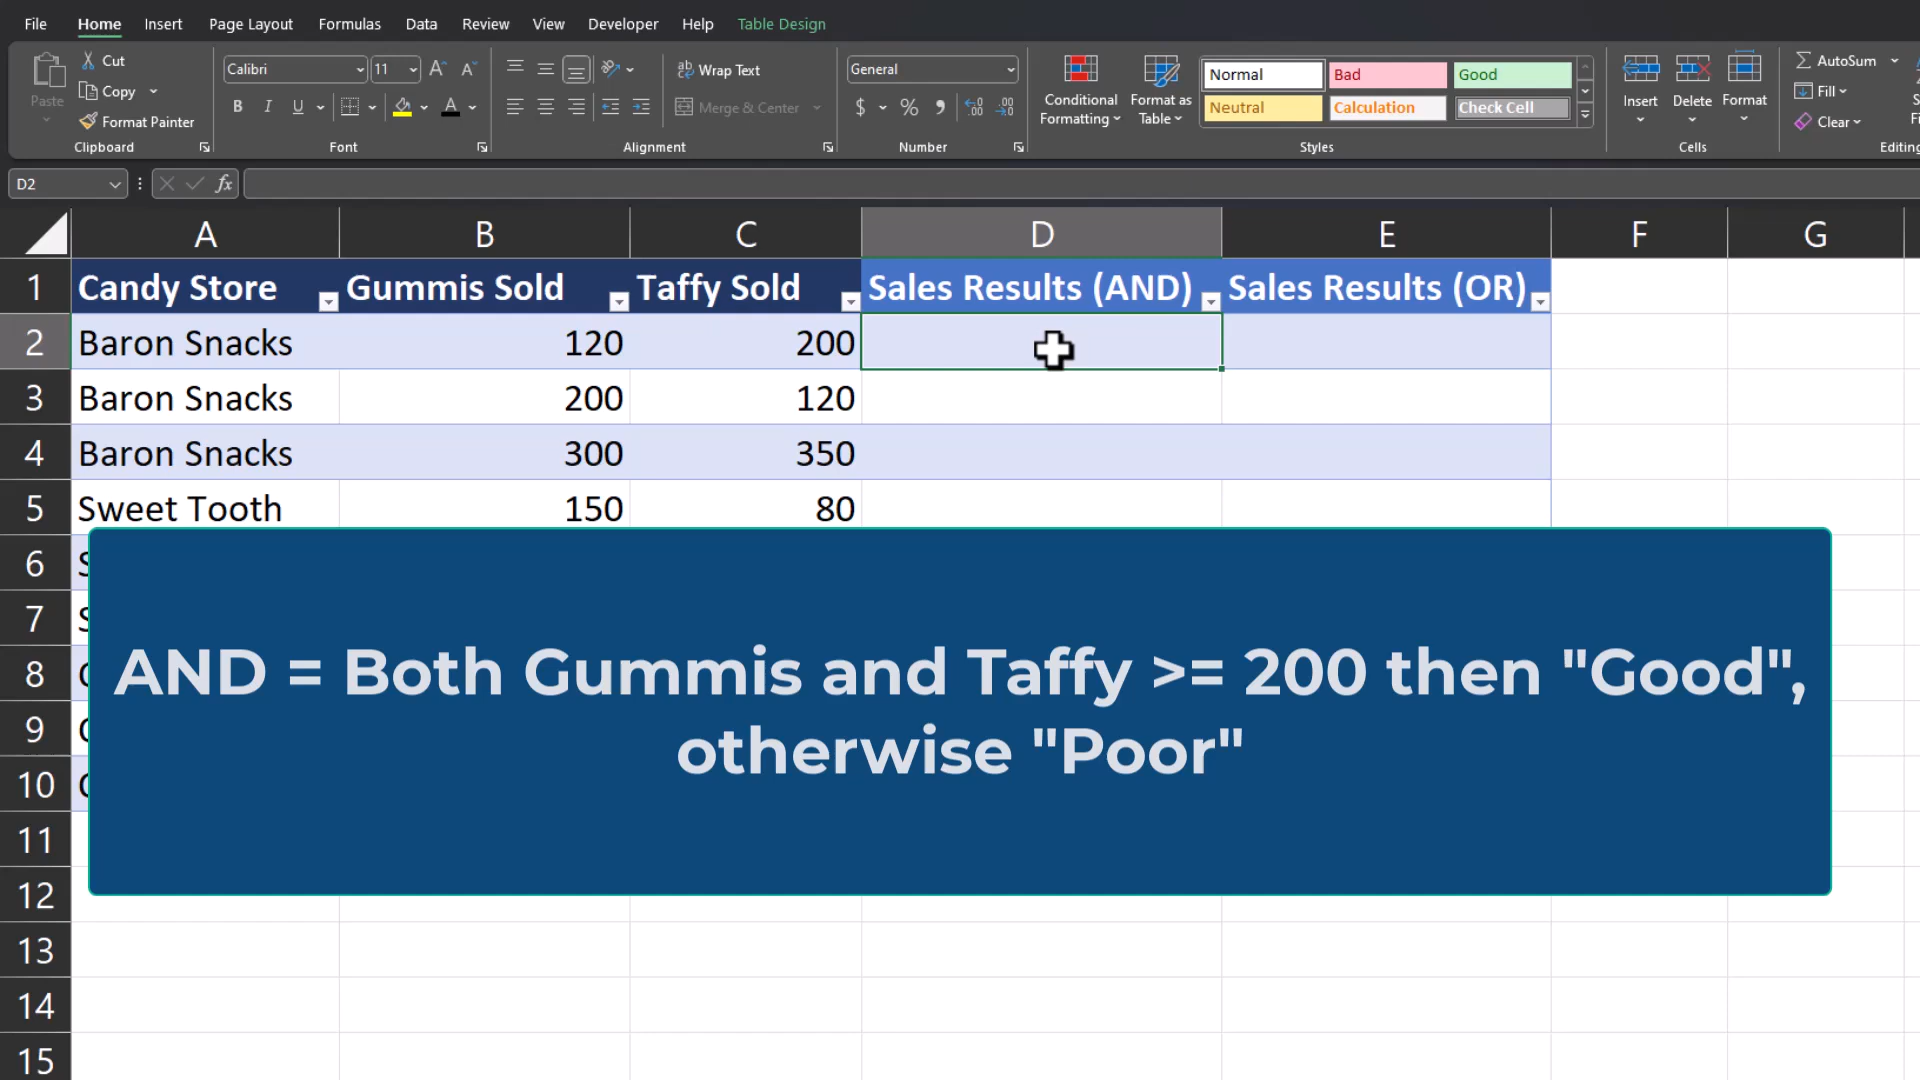 File Home Insert Page Layout Formulas Data Review View Developer Help Table Design
Paste
Cut
Copy
Format Painter
Clipboard
Calibri 11
B I U
Font
Wrap Text
Merge & Center
Alignment
General
$ %
Number
Conditional Formatting
Format as Table
Normal Bad Good
Neutral Calculation Check Cell
Styles
Insert Delete Format
Cells
AutoSum
Fill
Clear
Editing
D2 fx
A B C D E F G
1 Candy Store Gummis Sold Taffy Sold Sales Results (AND) Sales Results (OR)
2 Baron Snacks 120 200
3 Baron Snacks 200 120
4 Baron Snacks 300 350
5 Sweet Tooth 150 80
6
7
8
9
10
11
12
13
14
15
AND = Both Gummis and Taffy >= 200 then "Good",
otherwise "Poor"